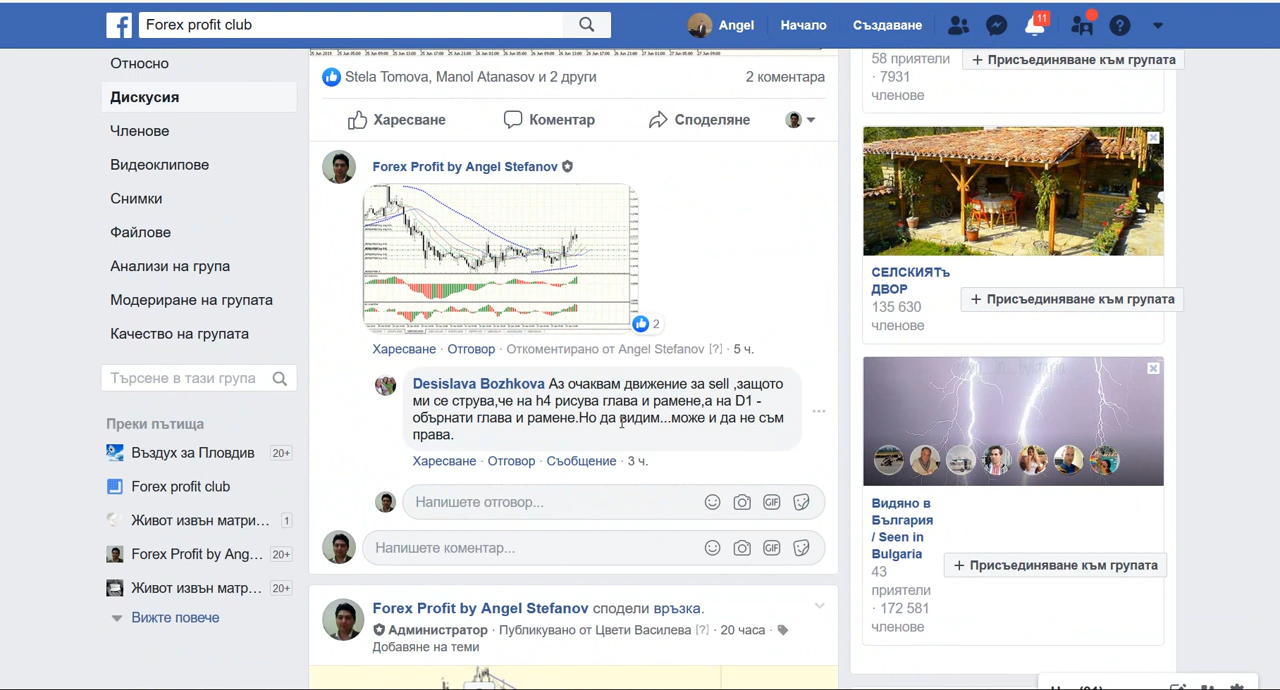 Forex profit club
Angel
Начало
Създаване
11
Относно
Дискусия
Членове
Видеоклипове
Снимки
Файлове
Анализи на група
Модериране на групата
Качество на групата
Търсене в тази група
Преки пътища
Въздух за Пловдив 20+
Forex profit club
Живот извън матри... 1
Forex Profit by Ang... 20+
Живот извън матр... 20+
Вижте повече
Stela Tomova, Manol Atanasov и 2 други
2 коментара
Харесване
Коментар
Споделяне
Forex Profit by Angel Stefanov
2
Харесване · Отговор · Откоментирано от Angel Stefanov [?] · 5 ч.
Desislava Bozhkova Аз очаквам движение за sell ,защото
ми се струва,че на h4 рисува глава и рамене,а на D1 -
обърнати глава и рамене.Но да видим...може и да не съм
права.
Харесване · Отговор · Съобщение · 3 ч.
Напишете отговор...
GIF
Напишете коментар...
GIF
Forex Profit by Angel Stefanov сподели връзка.
Администратор · Публикувано от Цвети Василева [?] · 20 часа ·
Добавяне на теми
58 приятели
· 7931
членове
+ Присъединяване към групата
СЕЛСКИЯТъ
ДВОР
135 630
членове
+ Присъединяване към групата
Видяно в
България
/ Seen in
Bulgaria
43
приятели
· 172 581
членове
+ Присъединяване към групата